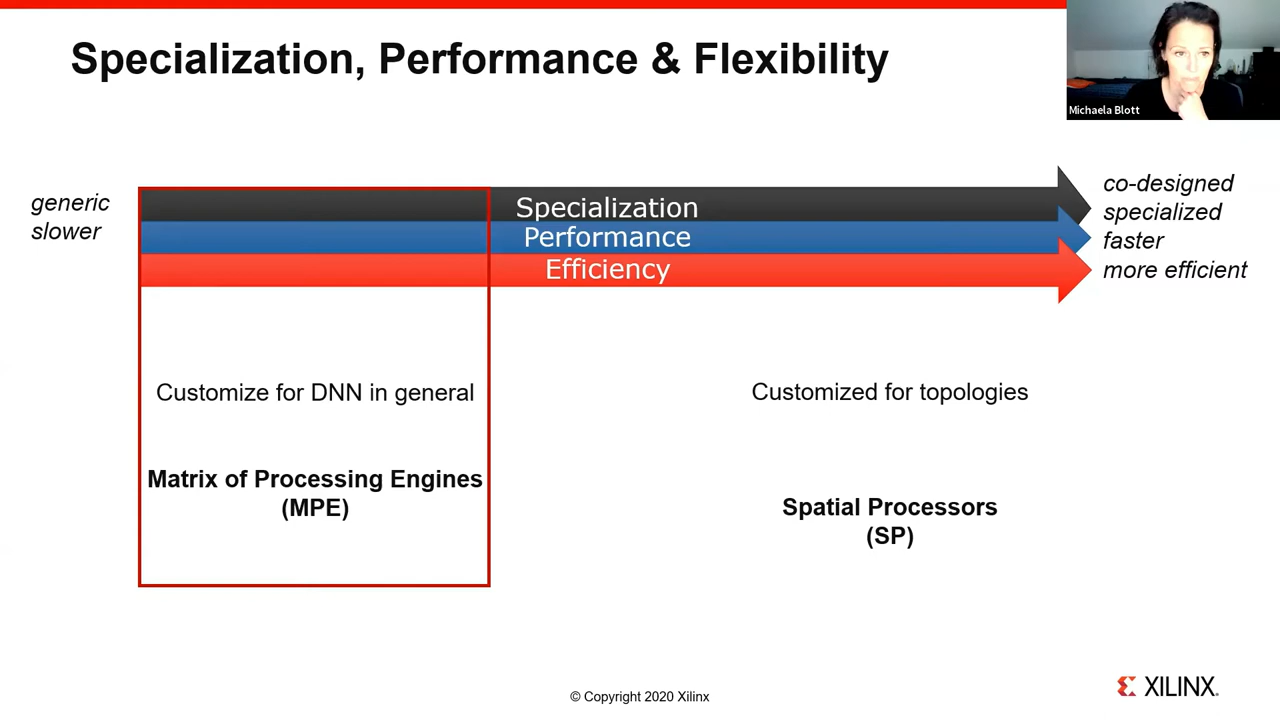 Specialization, Performance & Flexibility
Michaela Blott
generic
slower
Specialization
Performance
Efficiency
co-designed
specialized
faster
more efficient
Customize for DNN in general
Matrix of Processing Engines
(MPE)
Customized for topologies
Spatial Processors
(SP)
© Copyright 2020 Xilinx
XILINX.